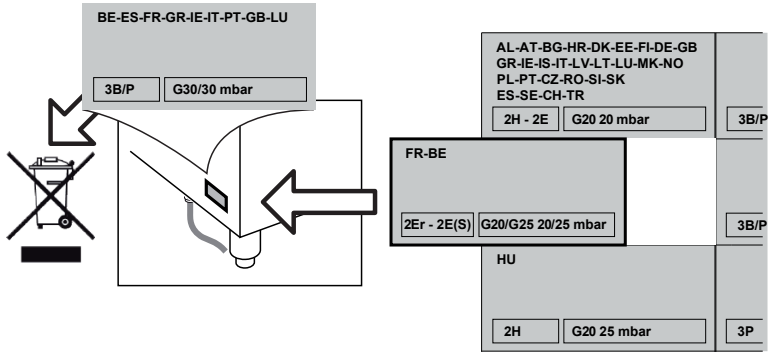 BE-ES-FR-GR-IE-IT-PT-GB-LU
3B/P G30/30 mbar
AL-AT-BG-HR-DK-EE-FI-DE-GB
GR-IE-IS-IT-LV-LT-LU-MK-NO
PL-PT-CZ-RO-SI-SK
ES-SE-CH-TR
2H - 2E G20 20 mbar 3B/P
FR-BE
2Er - 2E(S) G20/G25 20/25 mbar 3B/P
HU
2H G20 25 mbar 3P